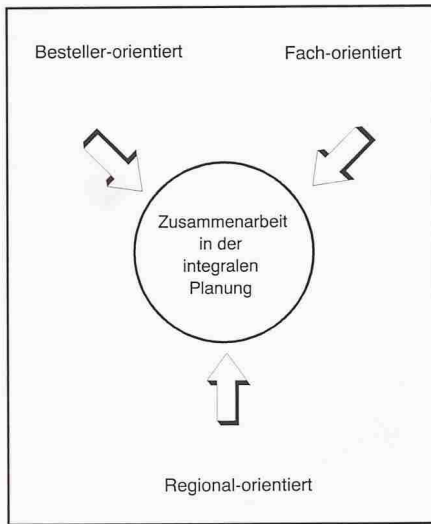 Besteller-orientiert
Fach-orientiert
Zusammenarbeit
in der
integralen
Planung
Regional-orientiert